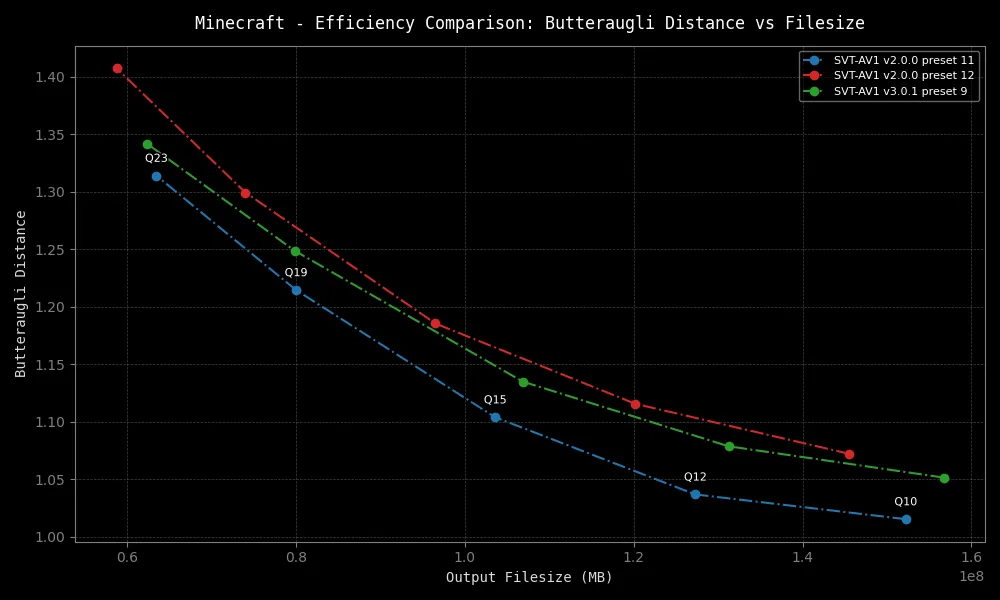 Minecraft - Efficiency Comparison: Butteraugli Distance vs Filesize
SVT-AV1 v2.0.0 preset 11
SVT-AV1 v2.0.0 preset 12
SVT-AV1 v3.0.1 preset 9
Butteraugli Distance
1.40
1.35
1.30
1.25
1.20
1.15
1.10
1.05
1.00
Q23
Q19
Q15
Q12
Q10
0.6
0.8
1.0
1.2
1.4
1.6
1e8
Output Filesize (MB)